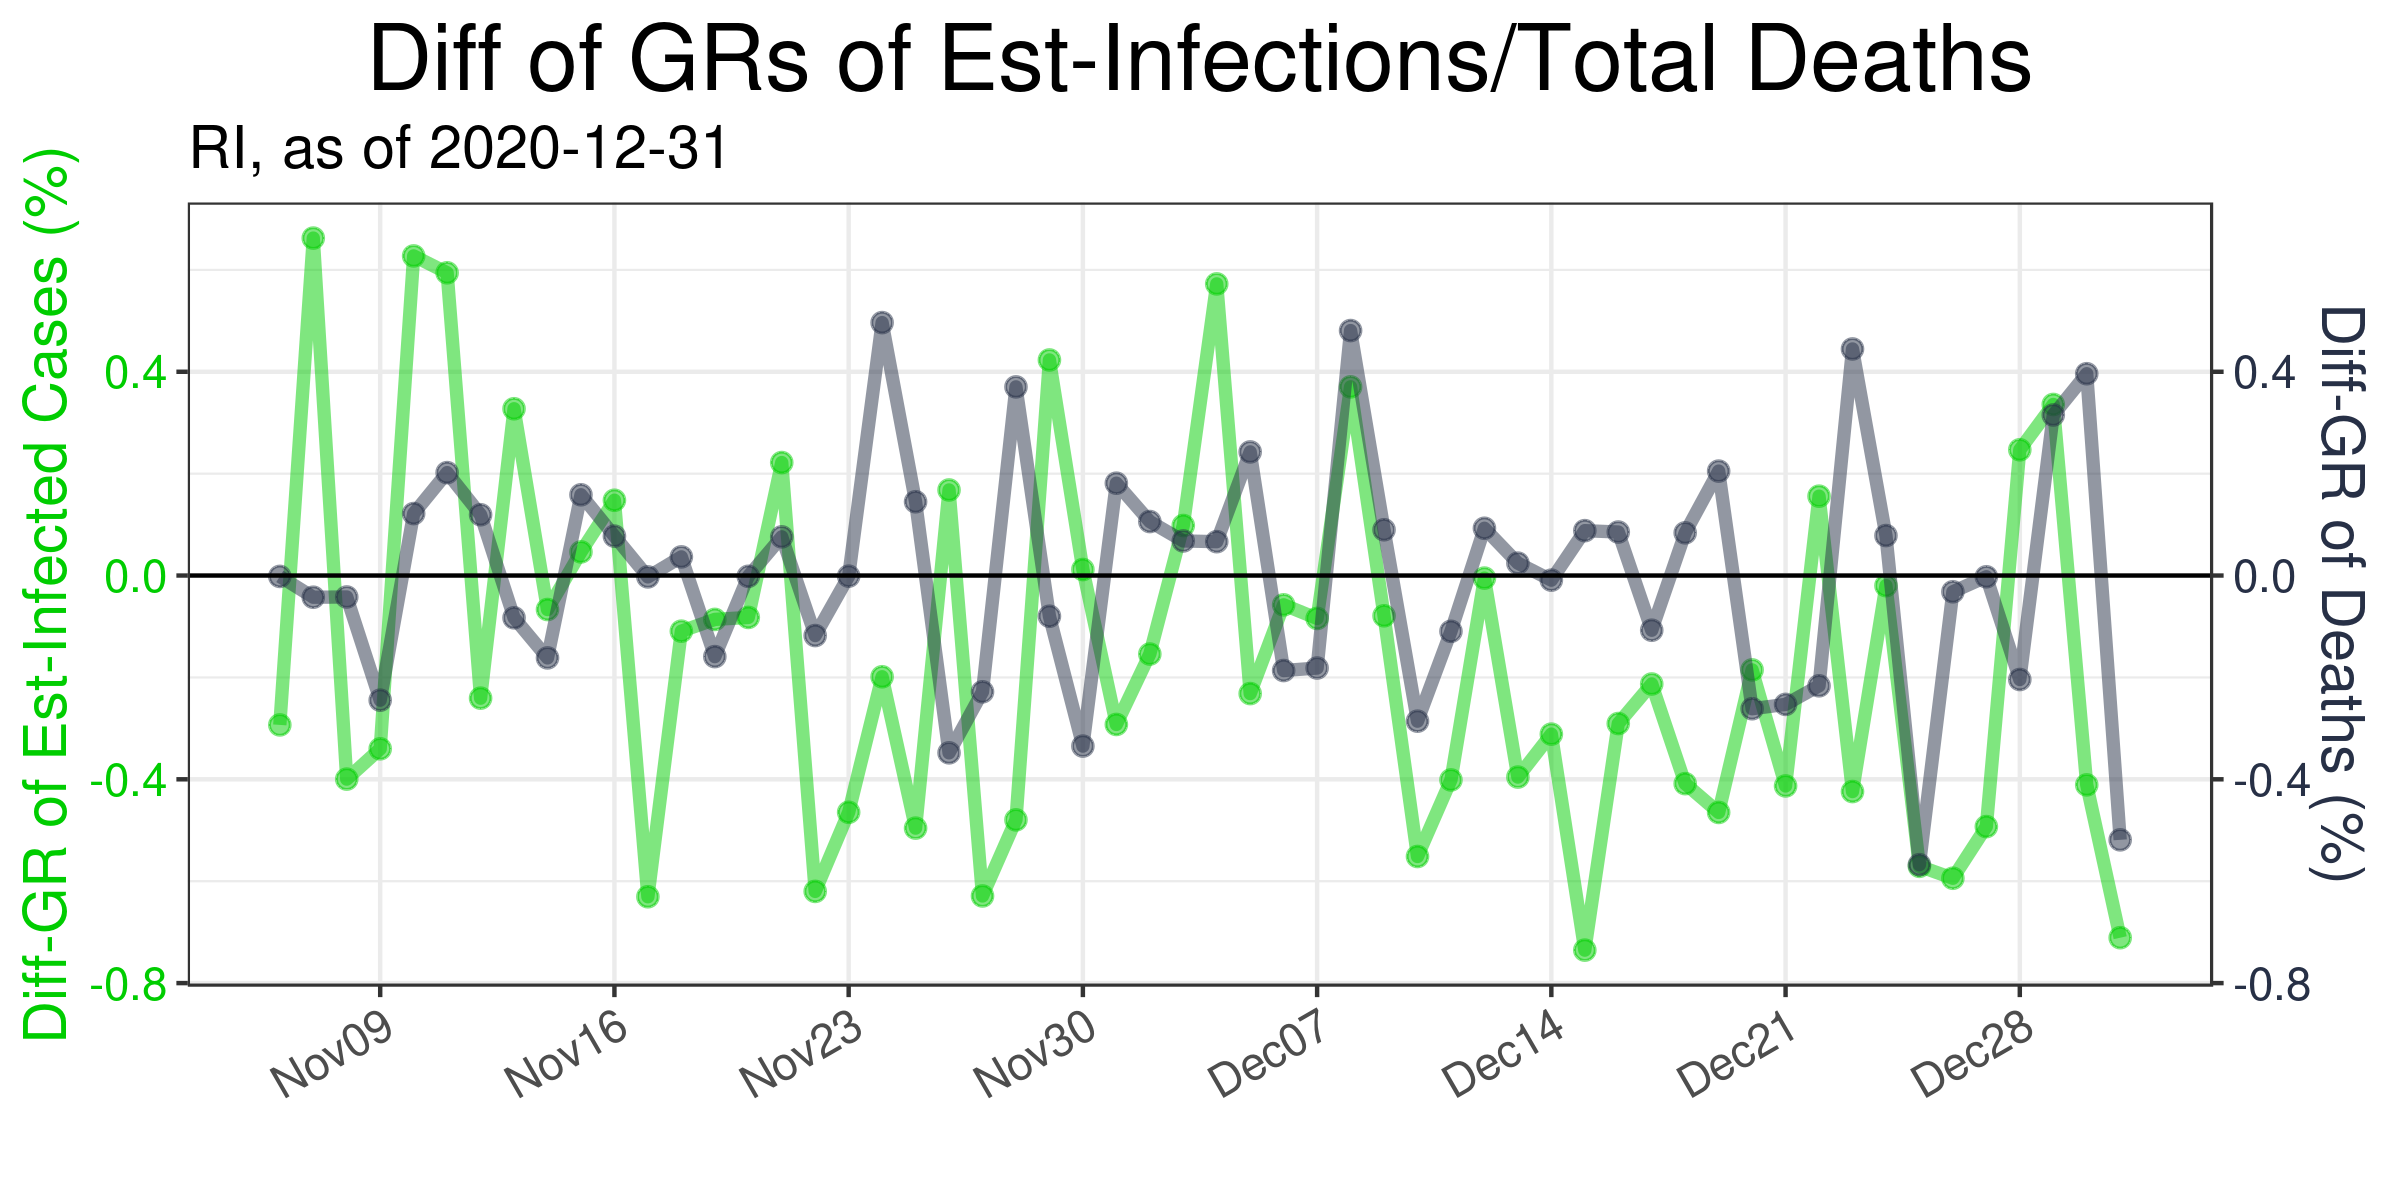 Diff of GRs of Est-Infections/Total Deaths
RI, as of 2020-12-31
Diff-GR of Est-Infected Cases (%)
0.4
0.0
-0.4
-0.8
0.4
0.0
-0.4
-0.8
Diff-GR of Deaths (%)
Nov09
Nov16
Nov23
Nov30
Dec07
Dec14
Dec21
Dec28